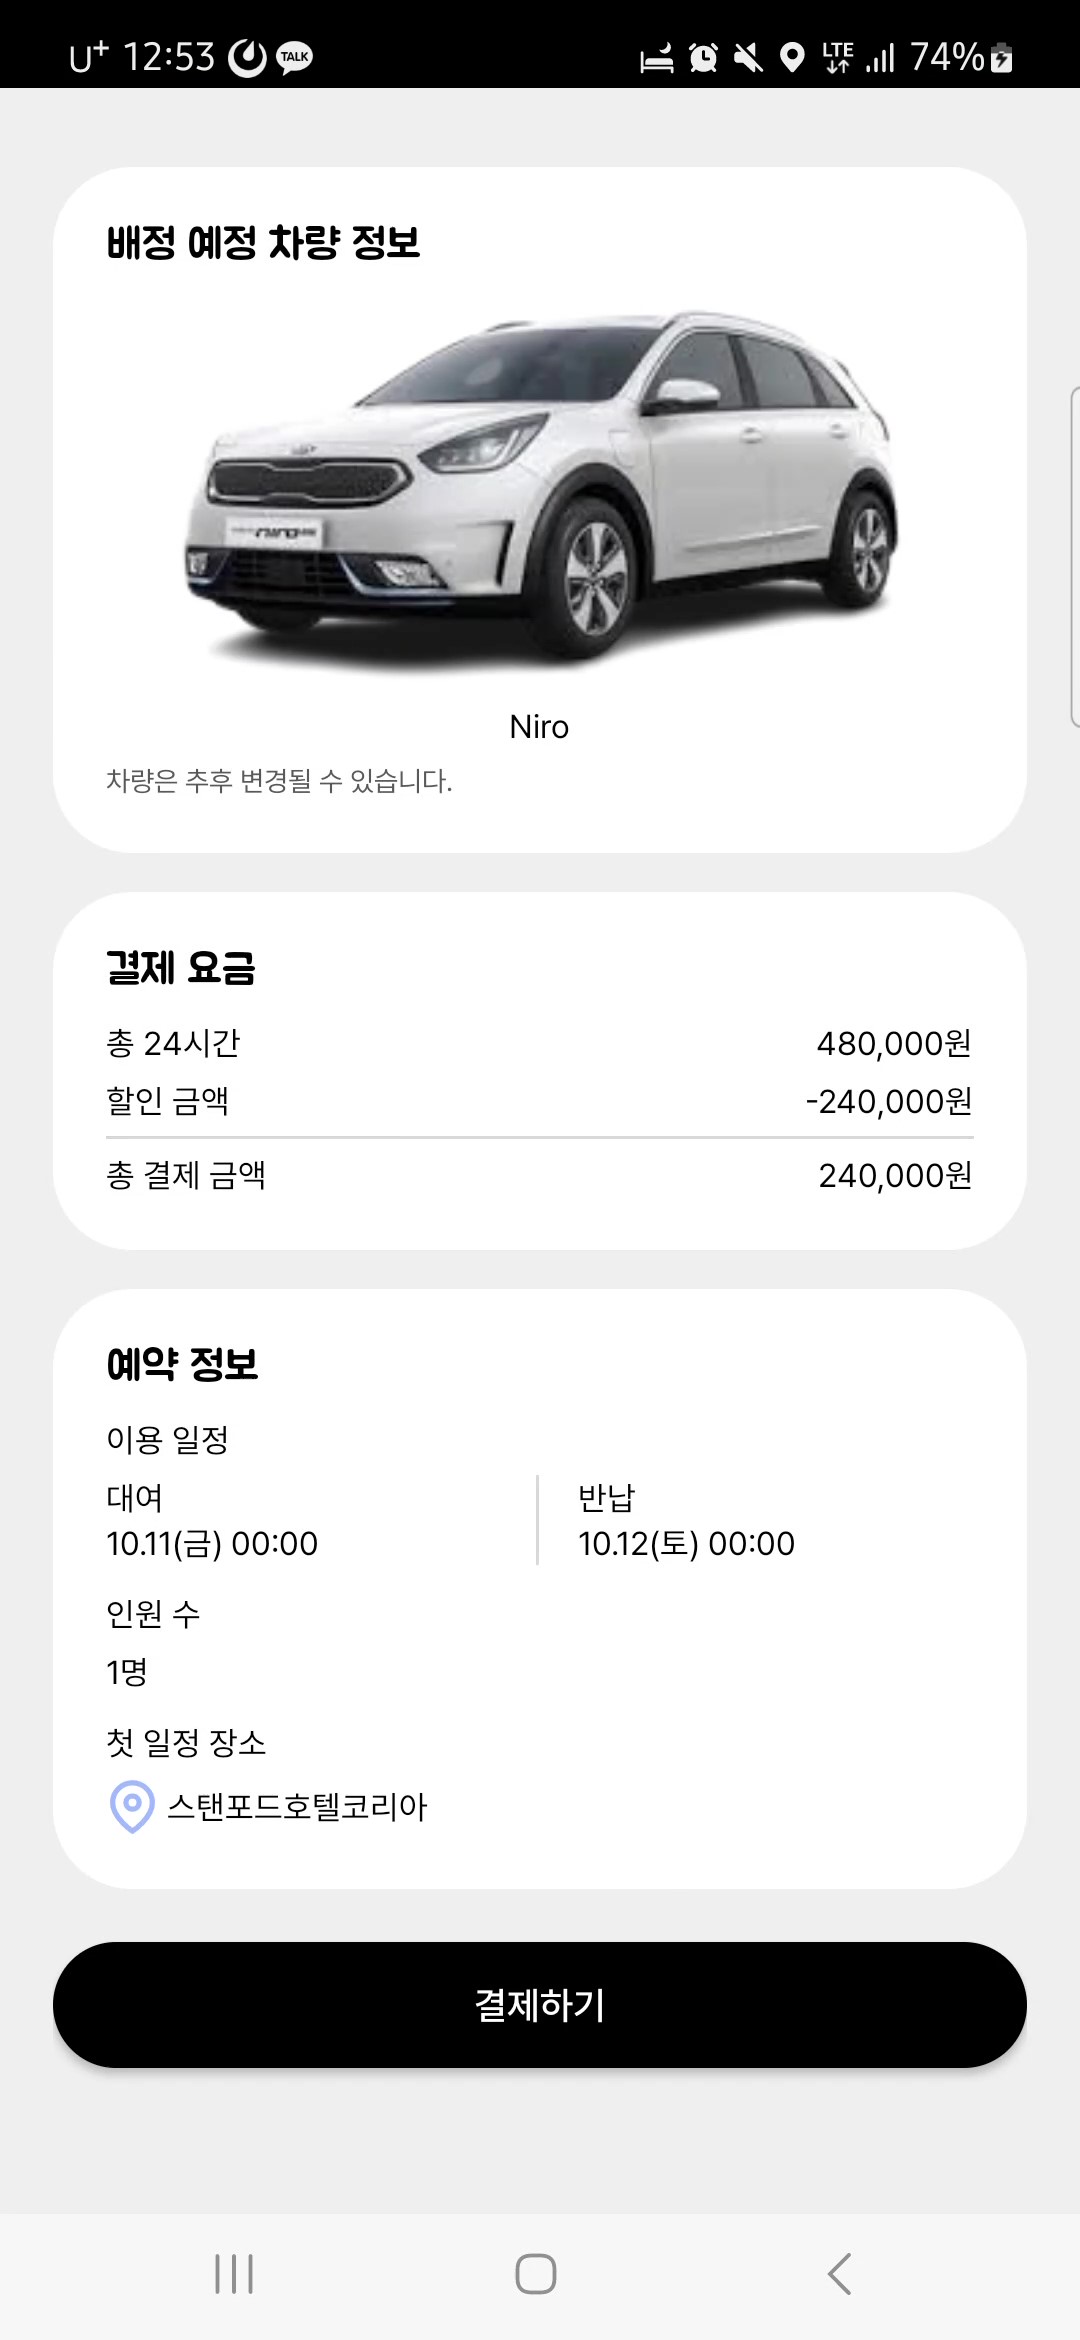 U+ 12:53 TALK LTE 74%
배정 예정 차량 정보
niro
Niro
차량은 추후 변경될 수 있습니다.
결제 요금
총 24시간 480,000원
할인 금액 -240,000원
총 결제 금액 240,000원
예약 정보
이용 일정
대여 반납
10.11(금) 00:00 10.12(토) 00:00
인원 수
1명
첫 일정 장소
스탠포드호텔코리아
결제하기